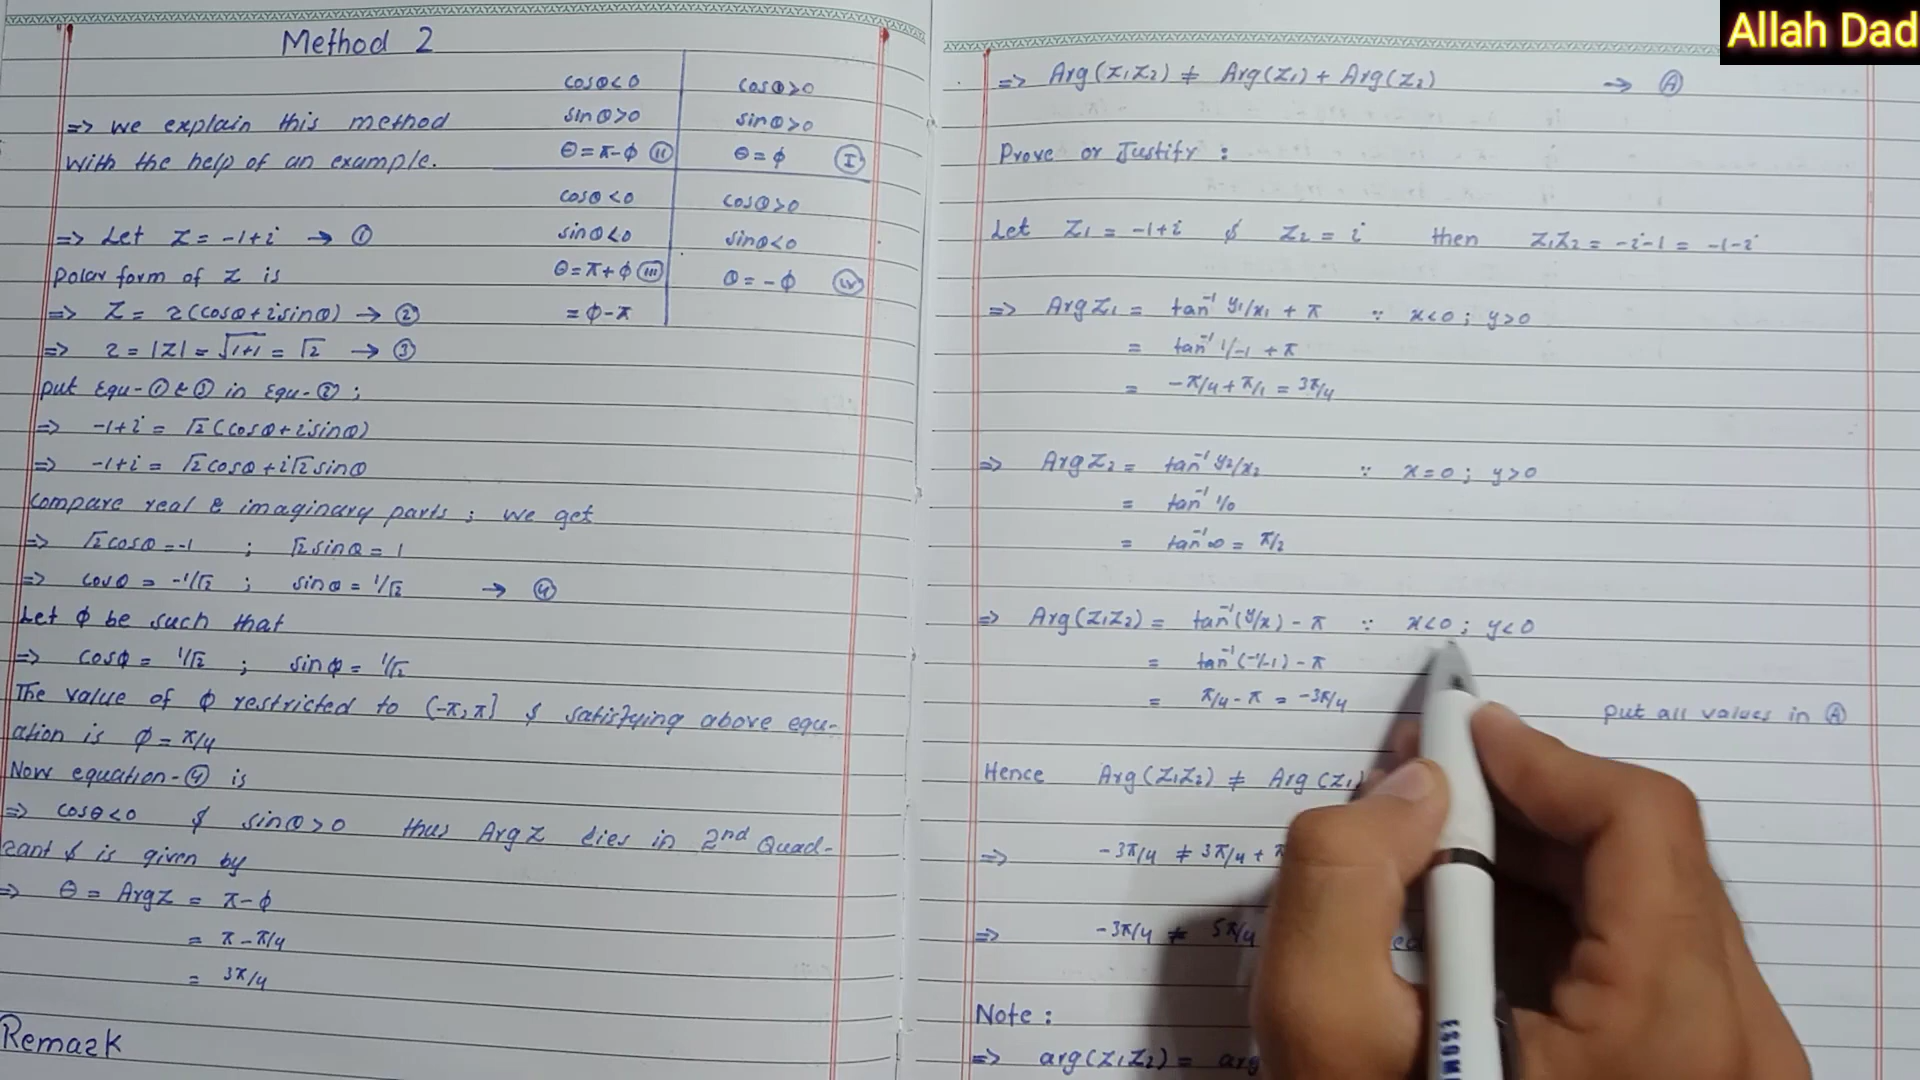 Allah Dad
Method 2
cosθ<0 cosθ>0
sinθ>0 sinθ>0
θ=π-ϕ (II) θ=ϕ (I)
cosθ<0 cosθ>0
sinθ<0 sinθ<0
θ=π+ϕ (III) θ=-ϕ (IV)
=ϕ-π
=> we explain this method
with the help of an example.
=> Let z = -1+i → ①
polar form of z is
=> z = r(cosθ+isinθ) → ②
=> r = |z| = √1+1 = √2 → ③
put Equ-① & ③ in Equ-②;
=> -1+i = √2(cosθ+isinθ)
=> -1+i = √2cosθ+i√2sinθ
compare real & imaginary parts; we get
=> √2cosθ=-1 ; √2sinθ=1
=> cosθ = -1/√2 ; sinθ = 1/√2 → ④
Let ϕ be such that
=> cosϕ = 1/√2 ; sinϕ = 1/√2
The value of ϕ restricted to (-π,π] & satisfying above equ-
ation is ϕ=π/4
Now equation-④ is
=> cosθ<0 & sinθ>0 thus Argz lies in 2nd Quad-
rant & is given by
=> θ = Argz = π-ϕ
= π-π/4
= 3π/4
Remark
=> Arg(z₁z₂) ≠ Arg(z₁) + Arg(z₂) → Ⓐ
Prove or Justify :
Let z₁ = -1+i & z₂ = i then z₁z₂ = -i-1 = -1-i
=> Argz₁ = tan⁻¹ y₁/x₁ + π ∵ x<0 ; y>0
= tan⁻¹ 1/-1 + π
= -π/4 + π/1 = 3π/4
=> Argz₂ = tan⁻¹ y₂/x₂ ∵ x=0 ; y>0
= tan⁻¹ 1/0
= tan⁻¹∞ = π/2
=> Arg(z₁z₂) = tan⁻¹(y/x) - π ∵ x<0 ; y<0
= tan⁻¹(-1/-1) - π
= π/4 - π = -3π/4
put all values in Ⓐ
Hence Arg(z₁z₂) ≠ Arg(z₁)
=> -3π/4 ≠ 3π/4 +
=> -3π/4 ≠ 5π/4
Note :
=> arg(z₁z₂) = arg